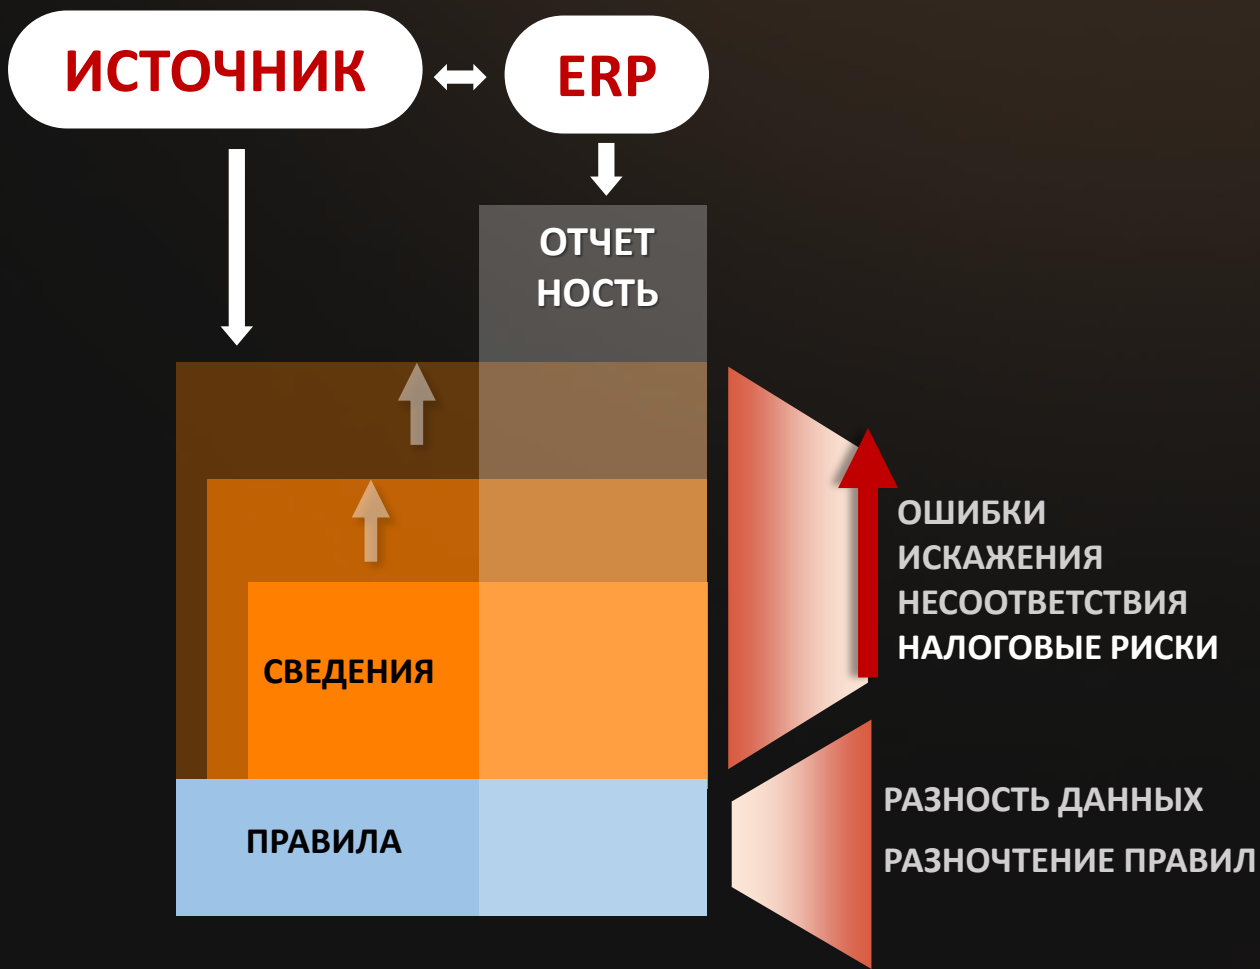 ИСТОЧНИК
ERP
ОТЧЕТ
НОСТЬ
ОШИБКИ
ИСКАЖЕНИЯ
НЕСООТВЕТСТВИЯ
НАЛОГОВЫЕ РИСКИ
СВЕДЕНИЯ
РАЗНОСТЬ ДАННЫХ
ПРАВИЛА
РАЗНОЧТЕНИЕ ПРАВИЛ